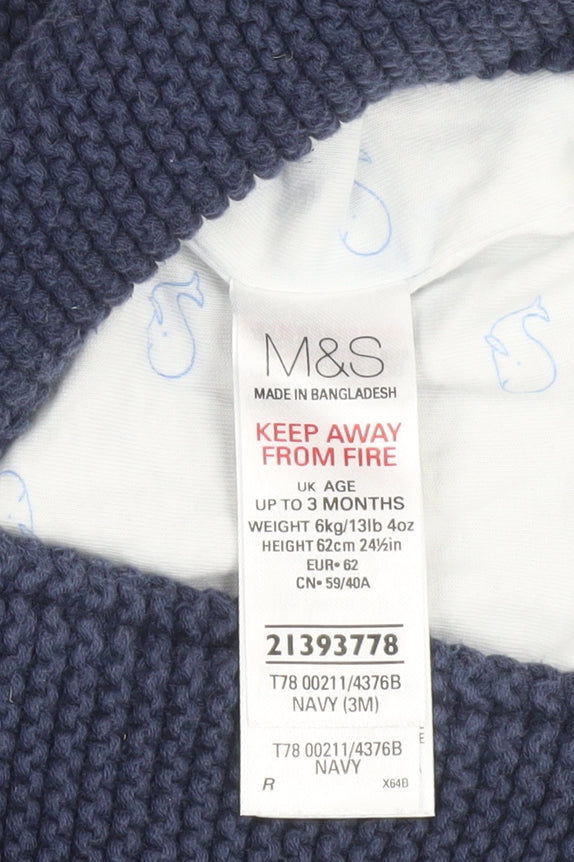 M&S
MADE IN BANGLADESH
KEEP AWAY
FROM FIRE
UK AGE
UP TO 3 MONTHS
WEIGHT 6kg/13lb 4oz
HEIGHT 62cm 24½in
EUR• 62
CN• 59/40A
21393778
T78 00211/4376B
NAVY (3M)
T78 00211/4376B
NAVY
R X64B